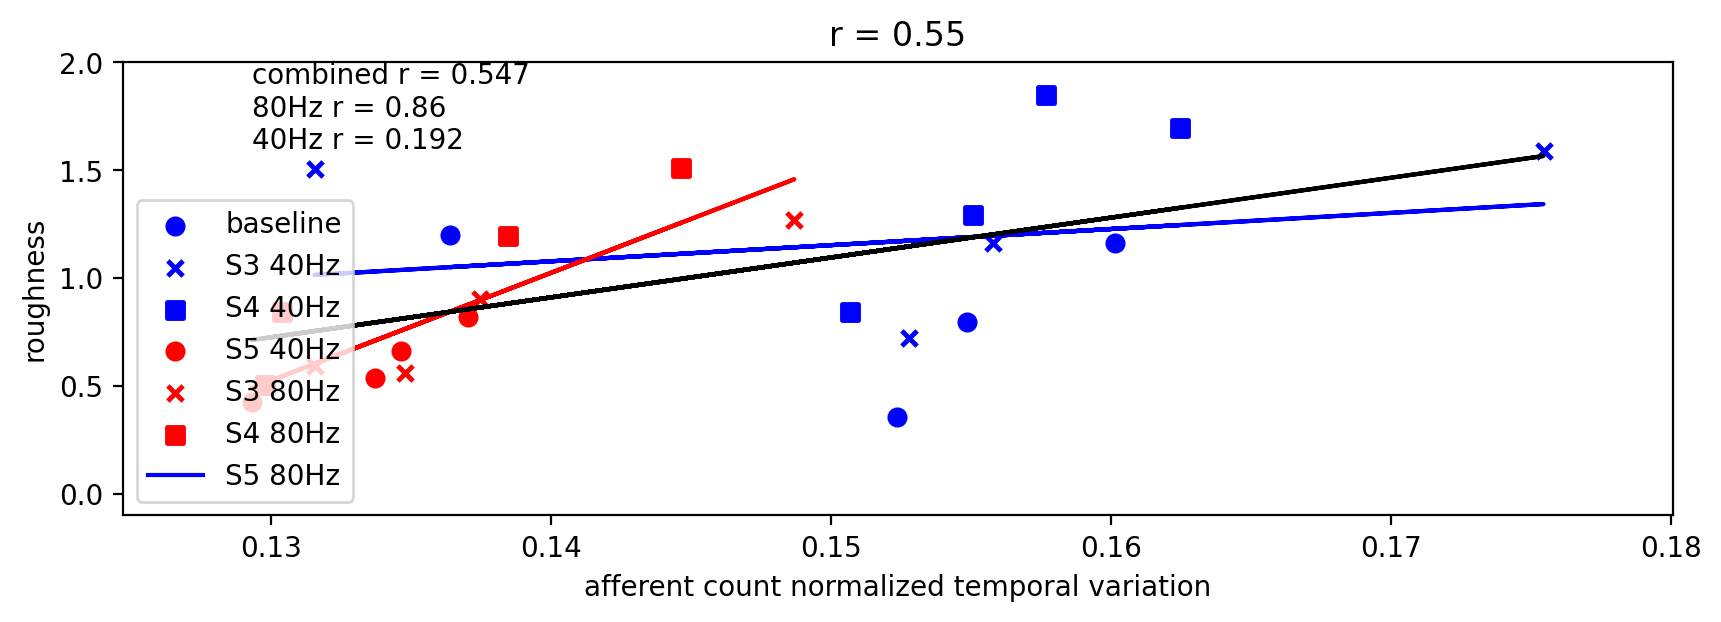 r = 0.55
combined r = 0.547
80Hz r = 0.86
40Hz r = 0.192
baseline
S3 40Hz
S4 40Hz
S5 40Hz
S3 80Hz
S4 80Hz
S5 80Hz
roughness
2.0
1.5
1.0
0.5
0.0
0.13 0.14 0.15 0.16 0.17 0.18
afferent count normalized temporal variation